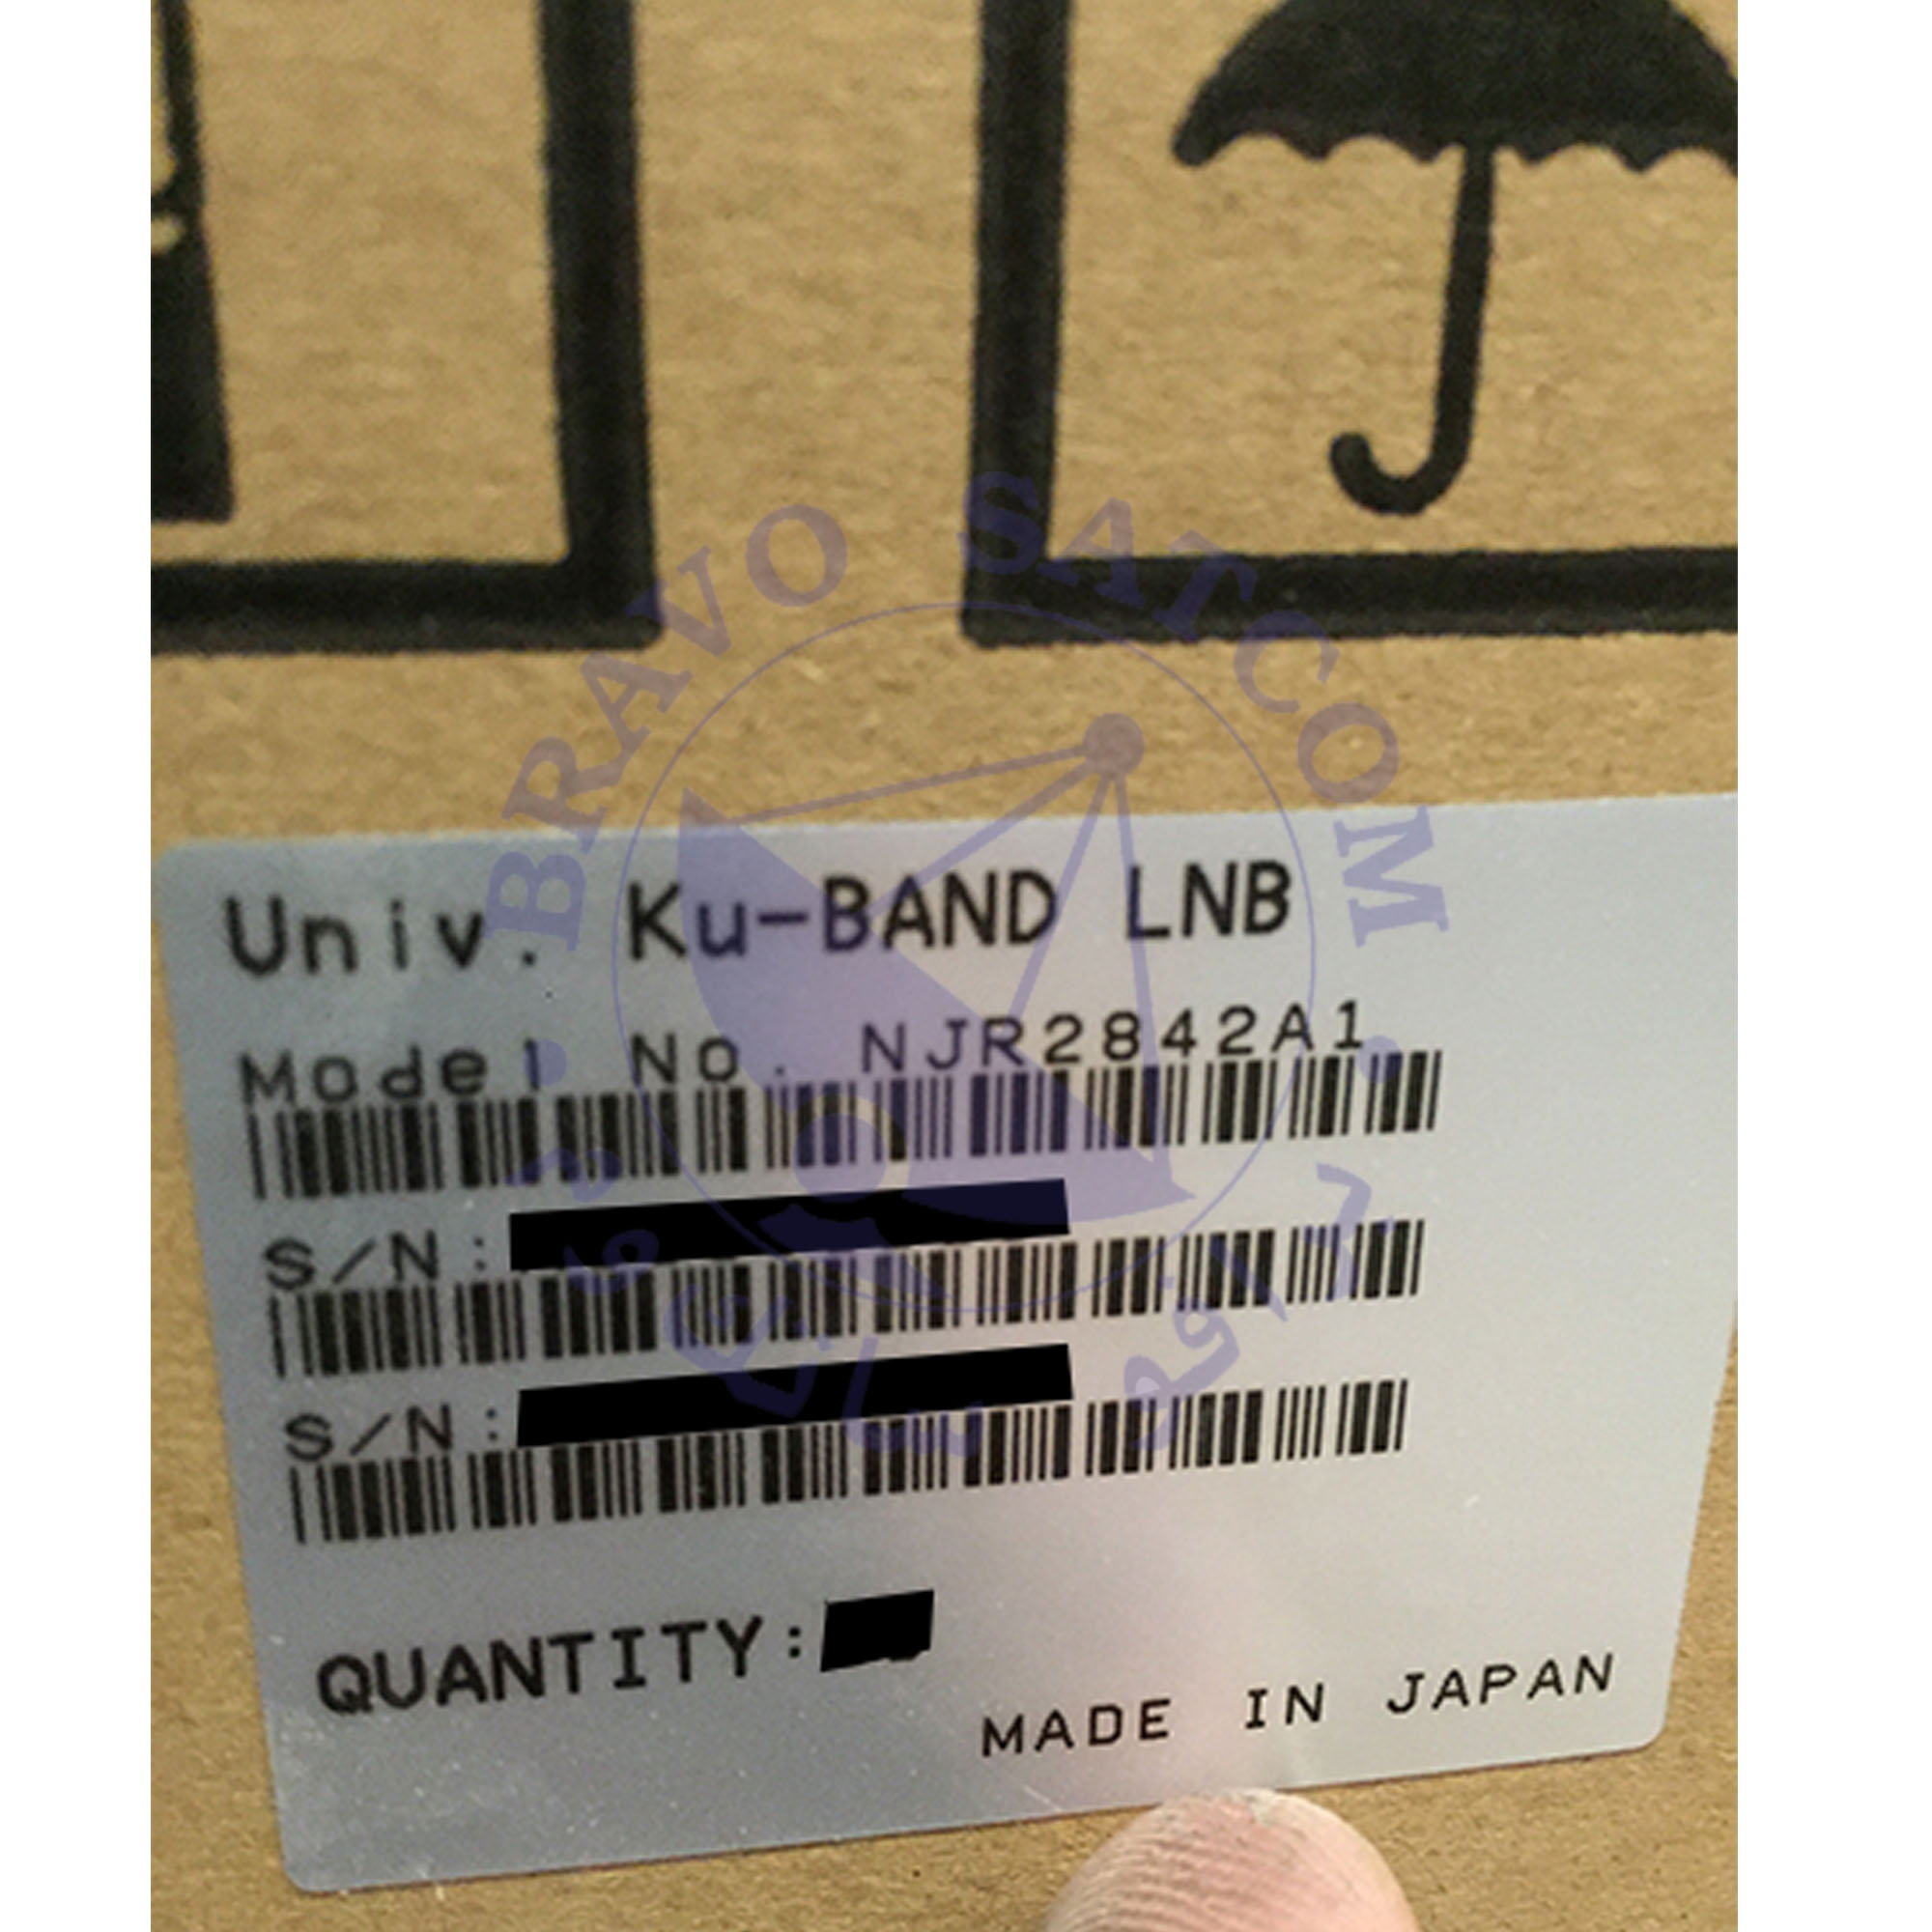 BRAVO SATCOM
Univ. Ku-BAND LNB
Model No. NJR2842A1
S/N:
S/N:
QUANTITY:
MADE IN JAPAN